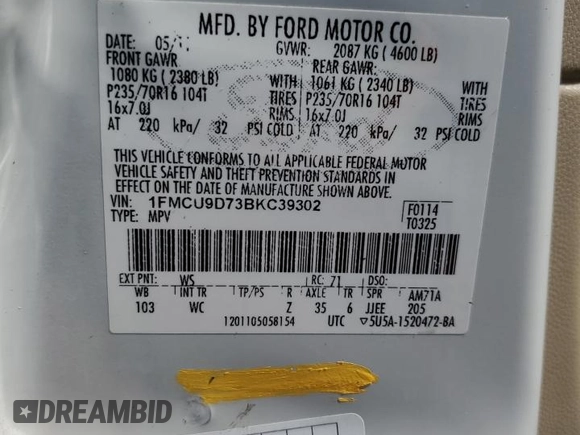 MFD. BY FORD MOTOR CO.
DATE: 05/11 GVWR: 2087 KG ( 4600 LB)
FRONT GAWR REAR GAWR:
1080 KG ( 2380 LB) WITH 1061 KG ( 2340 LB) WITH
P235/70R16 104T TIRES P235/70R16 104T TIRES
16x7.0J RIMS 16x7.0J RIMS
AT 220 kPa/ 32 PSI COLD AT 220 kPa/ 32 PSI COLD
THIS VEHICLE CONFORMS TO ALL APPLICABLE FEDERAL MOTOR
VEHICLE SAFETY AND THEFT PREVENTION STANDARDS IN
EFFECT ON THE DATE OF MANUFACTURE SHOWN ABOVE.
VIN: 1FMCU9D73BKC39302 F0114
TYPE: MPV T0325
EXT PNT: WS RC: 71 DSO:
WB INT TR TP/PS R AXLE TR SPR AM71A
103 WC Z 35 6 JJEE 205
1201105058154 UTC ▽5U5A-1520472-BA
DREAMBID